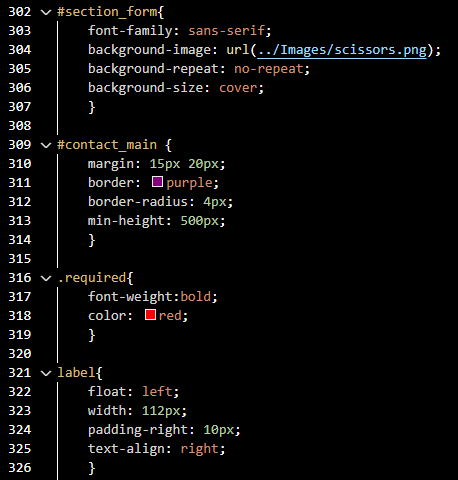 302 #section_form{
303 font-family: sans-serif;
304 background-image: url(../Images/scissors.png);
305 background-repeat: no-repeat;
306 background-size: cover;
307 }
308
309 #contact_main {
310 margin: 15px 20px;
311 border: purple;
312 border-radius: 4px;
313 min-height: 500px;
314 }
315
316 .required{
317 font-weight:bold;
318 color: red;
319 }
320
321 label{
322 float: left;
323 width: 112px;
324 padding-right: 10px;
325 text-align: right;
326 }